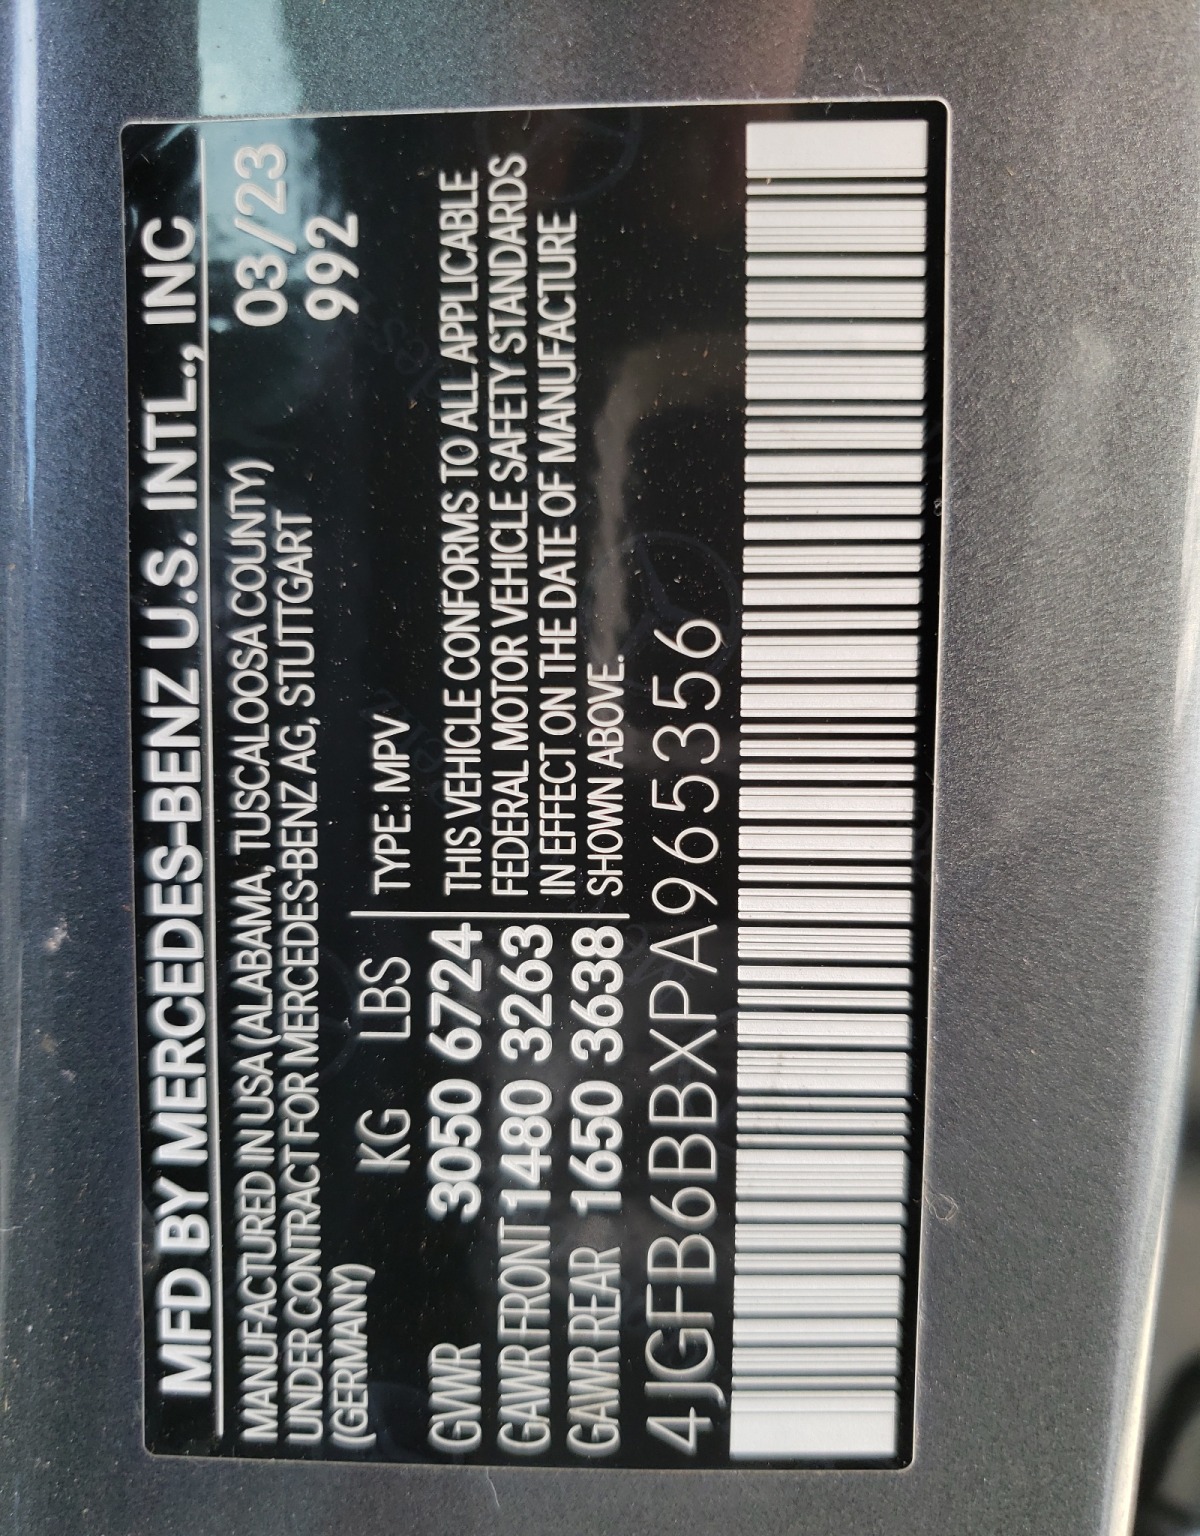 MFD BY MERCEDES-BENZ U.S. INTL., INC
MANUFACTURED IN USA (ALABAMA, TUSCALOOSA COUNTY) 03/23
UNDER CONTRACT FOR MERCEDES-BENZ AG, STUTTGART 992
(GERMANY)
KG LBS TYPE: MPV
GVWR 3050 6724 THIS VEHICLE CONFORMS TO ALL APPLICABLE
GAWR FRONT 1480 3263 FEDERAL MOTOR VEHICLE SAFETY STANDARDS
IN EFFECT ON THE DATE OF MANUFACTURE
GAWR REAR 1650 3638 SHOWN ABOVE.
4JGFB6BBXPA965356